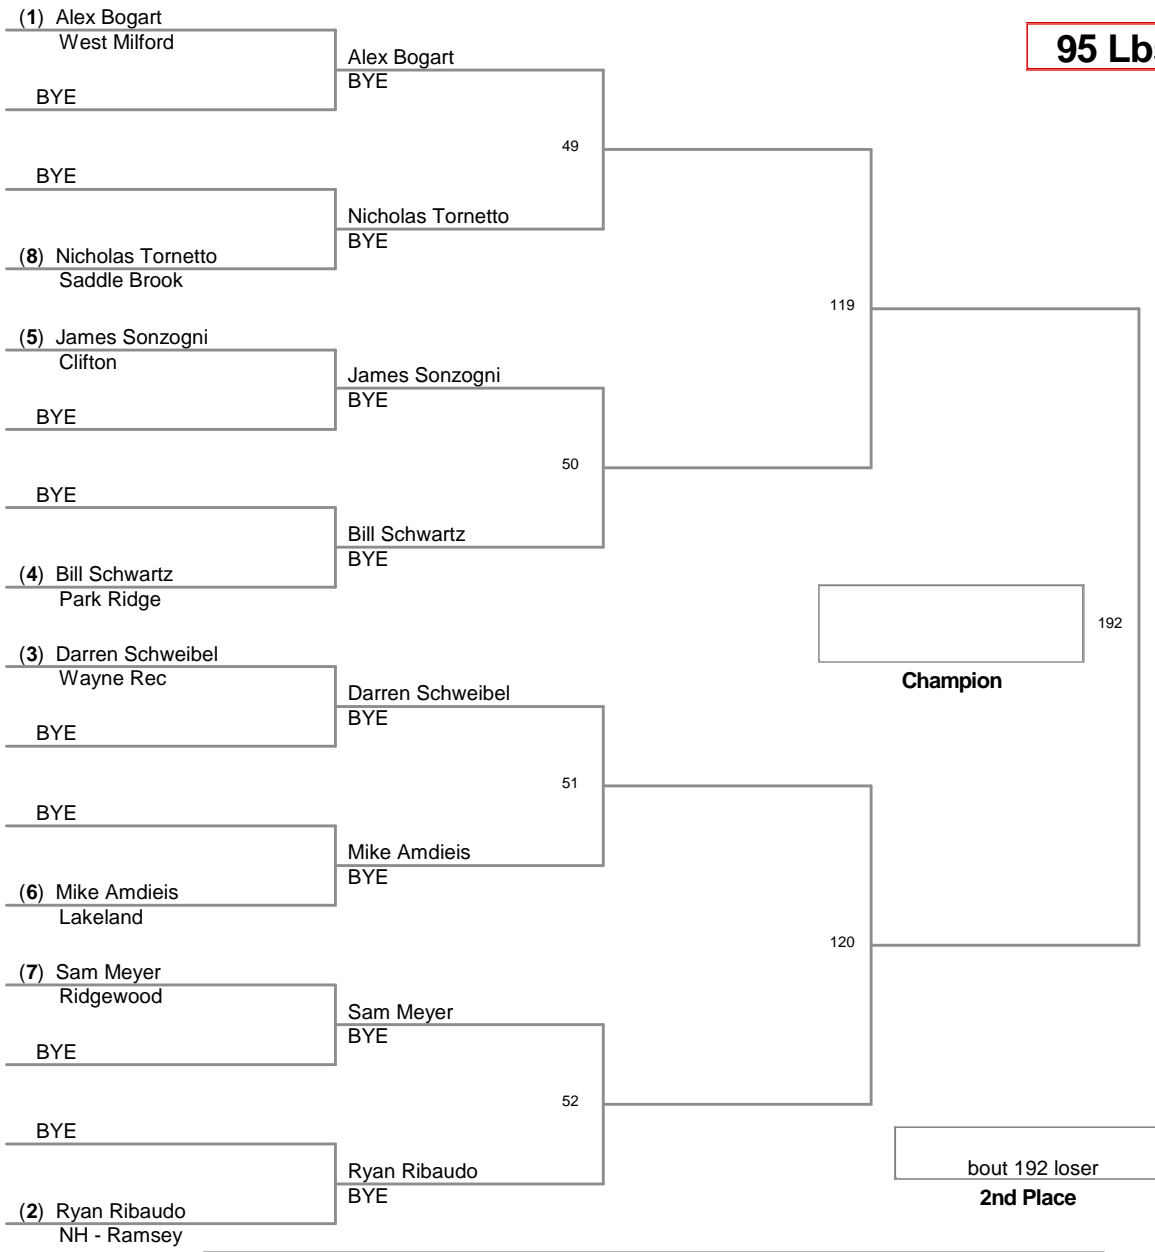 (1) Alex Bogart
West Milford
95 Lbs
Alex Bogart
BYE
BYE
49
BYE
Nicholas Tornetto
BYE
(8) Nicholas Tornetto
Saddle Brook
119
(5) James Sonzogni
Clifton
James Sonzogni
BYE
BYE
50
BYE
Bill Schwartz
BYE
(4) Bill Schwartz
Park Ridge
192
(3) Darren Schweibel
Wayne Rec
Champion
Darren Schweibel
BYE
BYE
51
BYE
Mike Amdieis
BYE
(6) Mike Amdieis
Lakeland
120
(7) Sam Meyer
Ridgewood
Sam Meyer
BYE
BYE
52
BYE
Ryan Ribaudo
BYE
bout 192 loser
2nd Place
(2) Ryan Ribaudo
NH - Ramsey